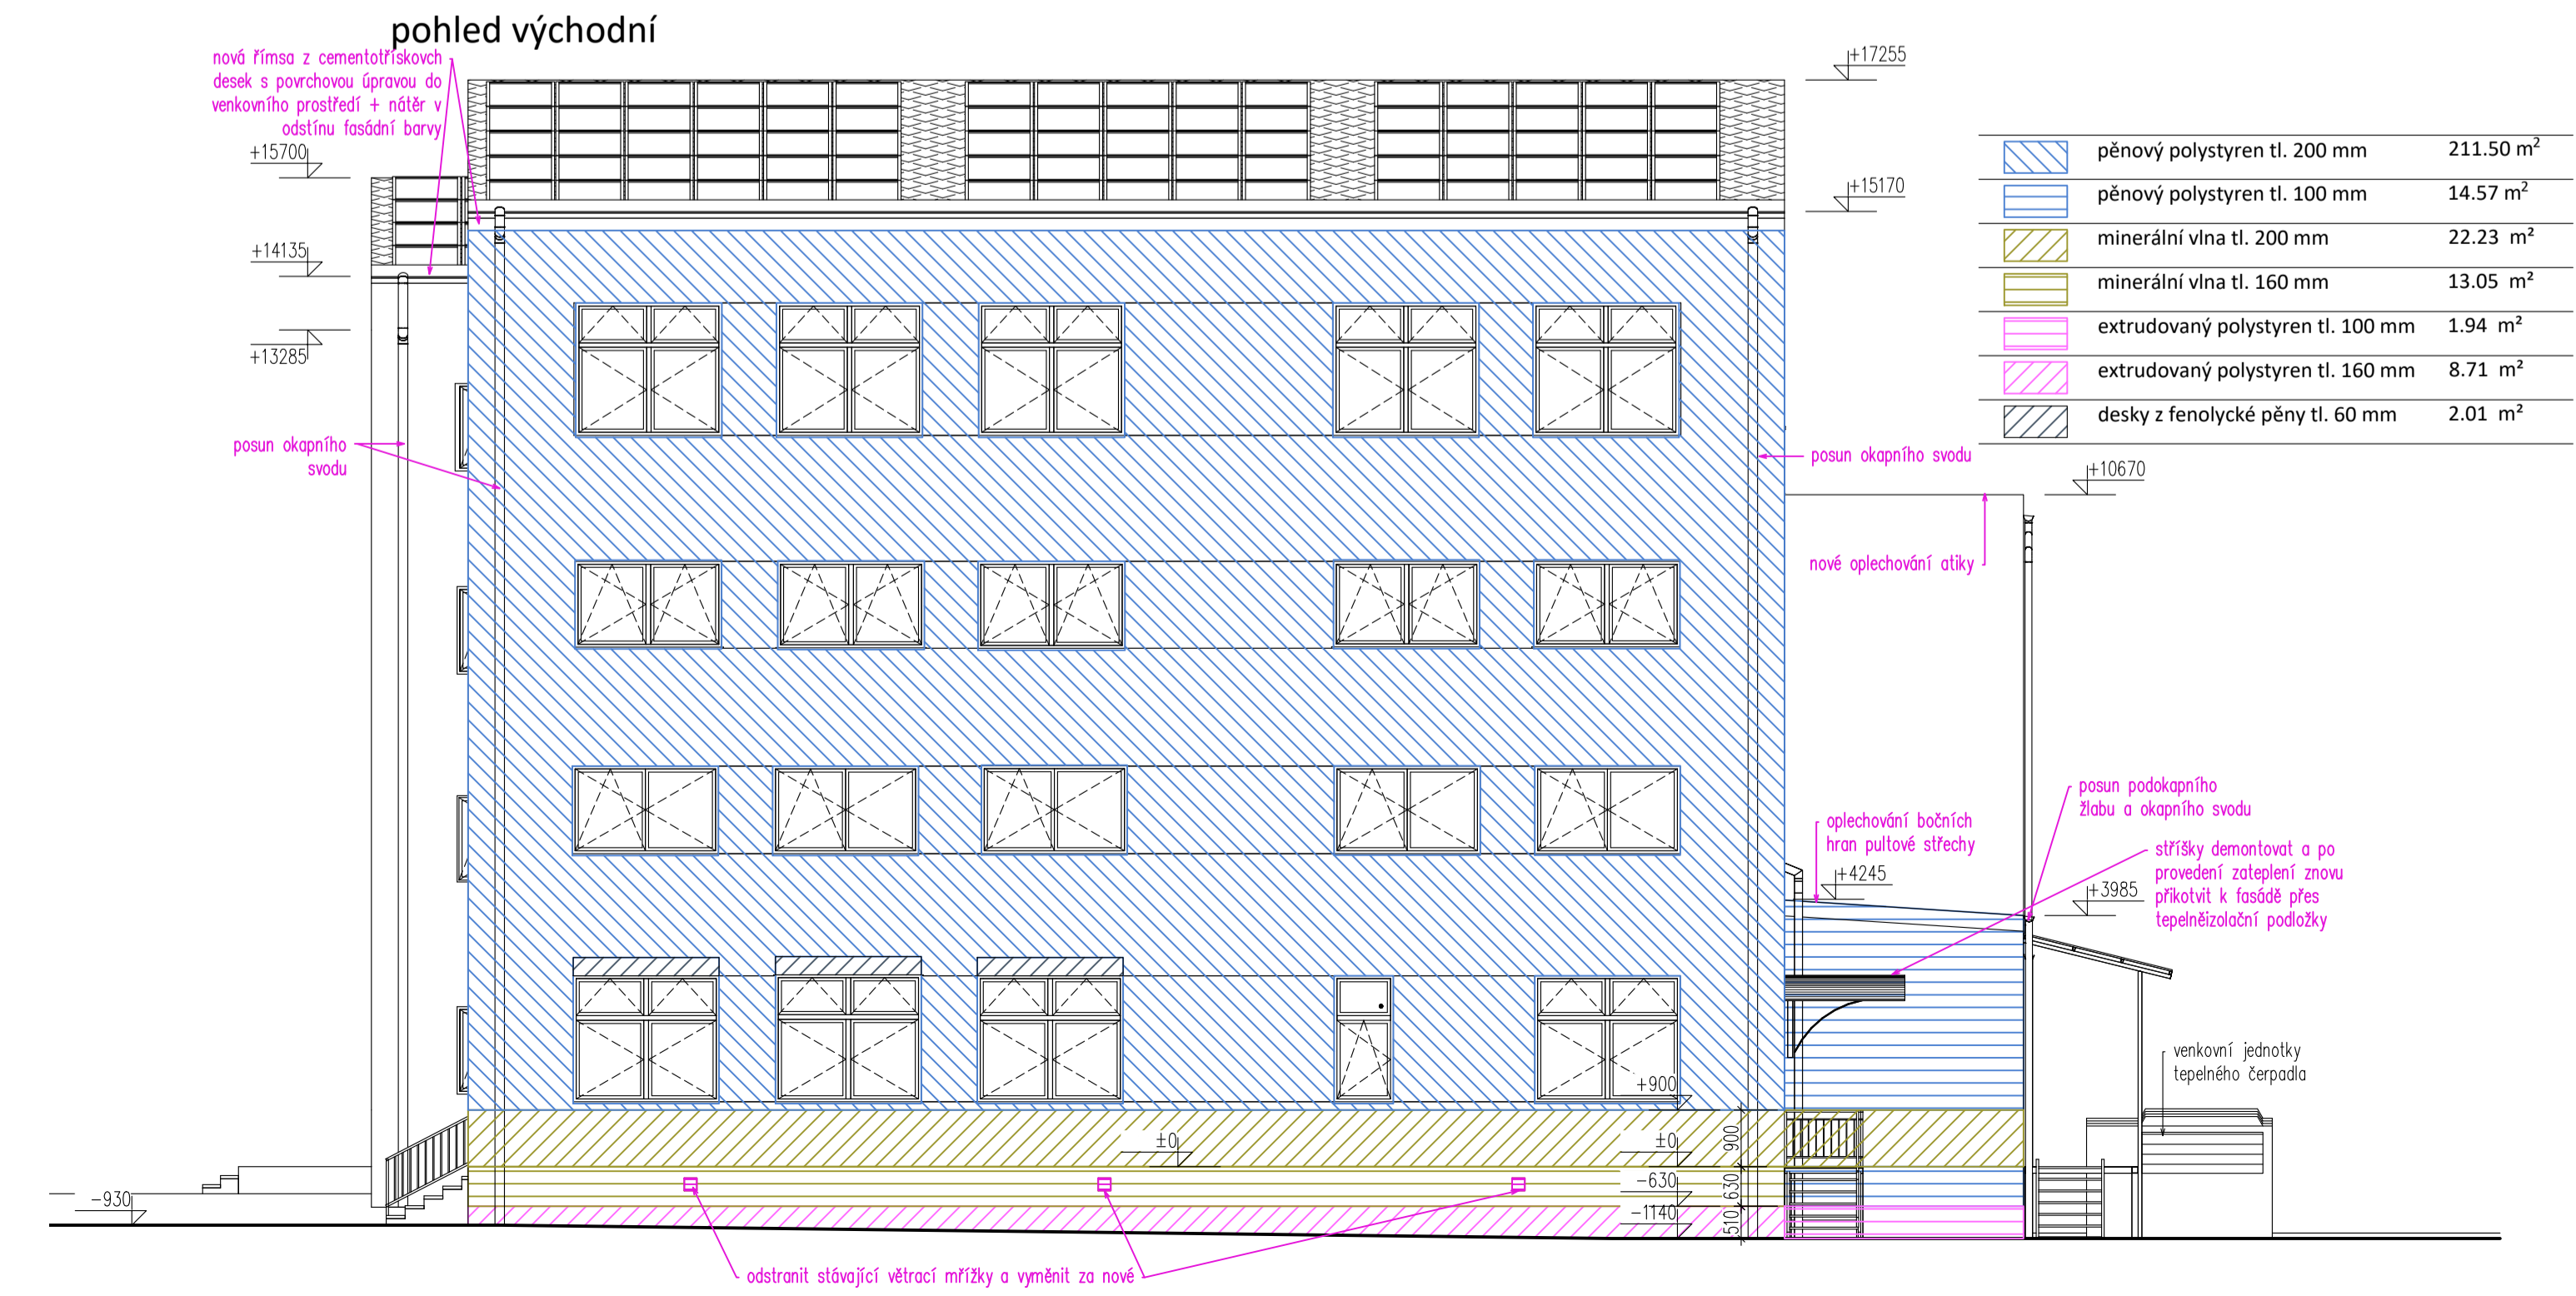 pohled východní
nová římsa z cementotřískovch
desek s povrchovou úpravou do
venkovního prostředí + nátěr v
odstínu fasádní barvy
+17255
+15700
+15170
+14135
+13285
pěnový polystyren tl. 200 mm 211.50 m²
pěnový polystyren tl. 100 mm 14.57 m²
minerální vlna tl. 200 mm 22.23 m²
minerální vlna tl. 160 mm 13.05 m²
extrudovaný polystyren tl. 100 mm 1.94 m²
extrudovaný polystyren tl. 160 mm 8.71 m²
desky z fenolycké pěny tl. 60 mm 2.01 m²
posun okapního
svodu
posun okapního svodu
+10670
nové oplechování atiky
posun podokapního
žlabu a okapního svodu
oplechování bočních
hran pultové střechy
stříšky demontovat a po
provedení zateplení znovu
přikotvit k fasádě přes
tepelněizolační podložky
+4245
+3985
venkovní jednotky
tepelného čerpadla
+900
±0
±0
900
-630
630
-1140
510
-930
odstranit stávající větrací mřížky a vyměnit za nové